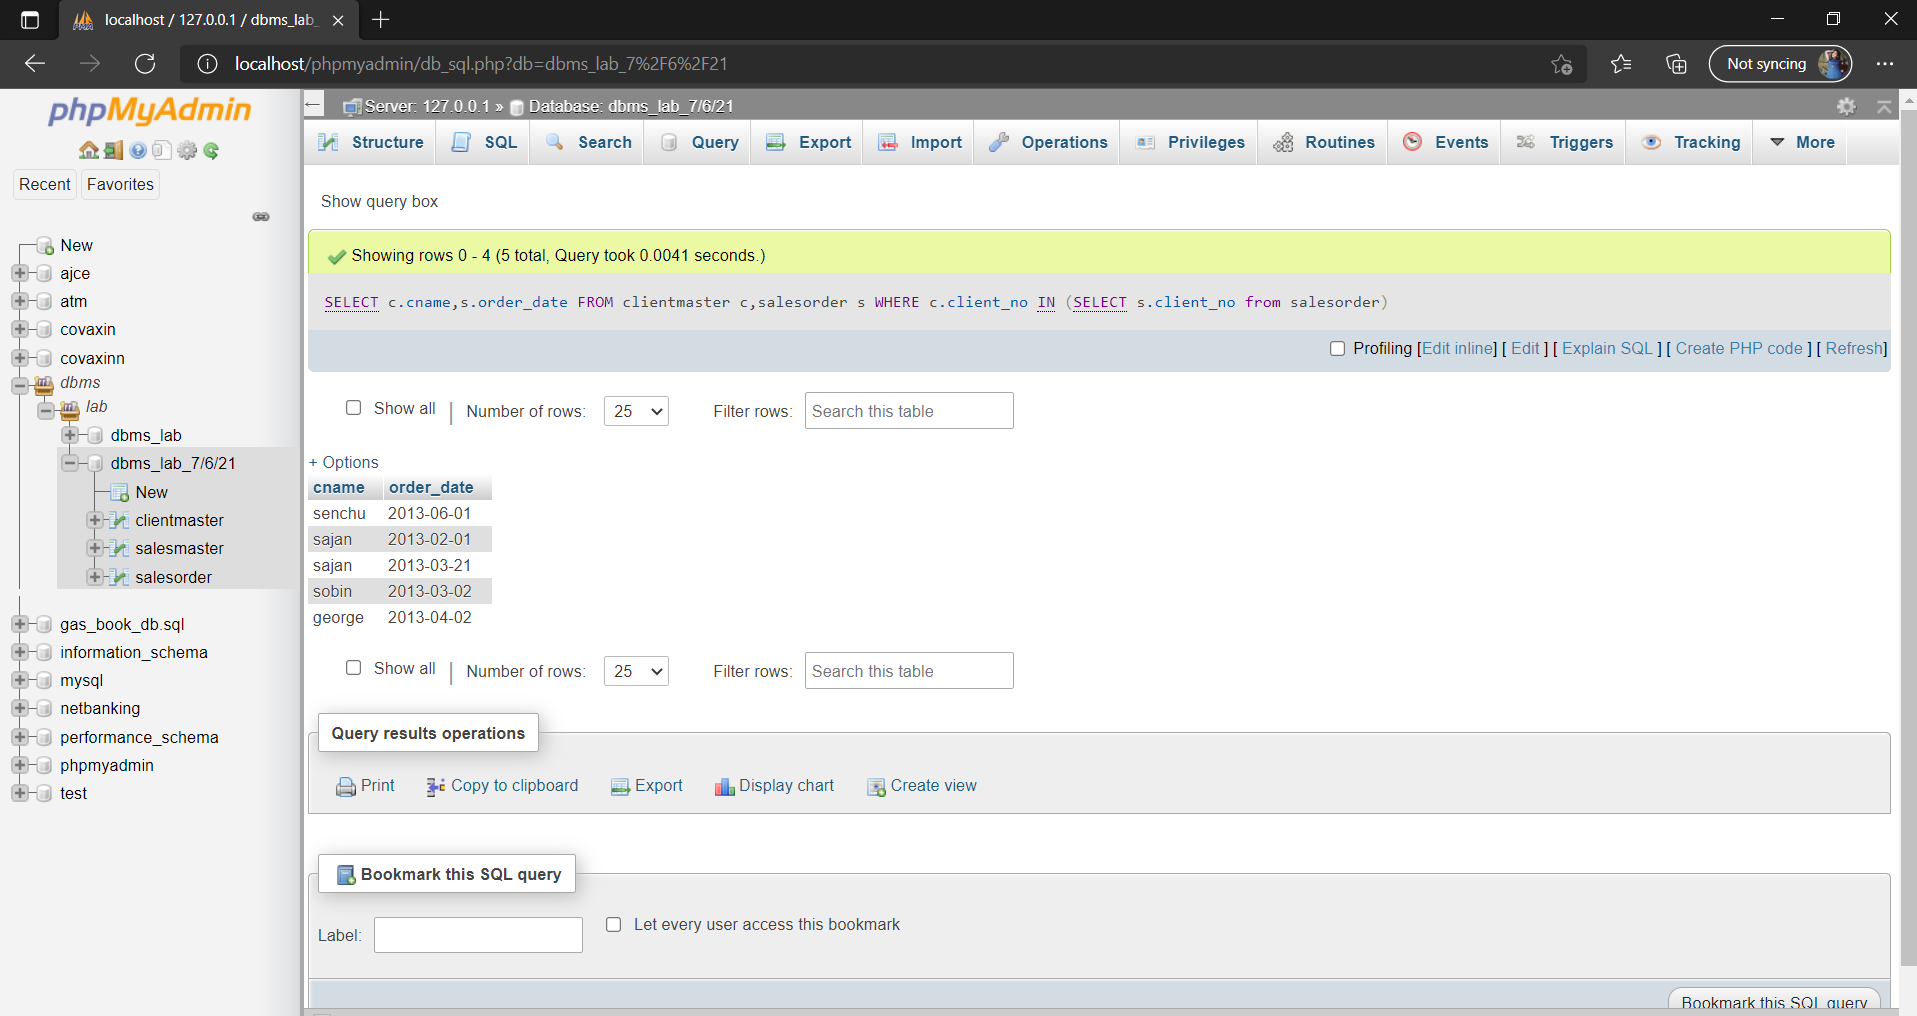 localhost / 127.0.0.1 / dbms_lab_
localhost/phpmyadmin/db_sql.php?db=dbms_lab_7%2F6%2F21
Not syncing
phpMyAdmin
Recent
Favorites
New
ajce
atm
covaxin
covaxinn
dbms
lab
dbms_lab
dbms_lab_7/6/21
New
clientmaster
salesmaster
salesorder
gas_book_db.sql
information_schema
mysql
netbanking
performance_schema
phpmyadmin
test
Server: 127.0.0.1 » Database: dbms_lab_7/6/21
Structure SQL Search Query Export Import Operations Privileges Routines Events Triggers Tracking More
Show query box
Showing rows 0 - 4 (5 total, Query took 0.0041 seconds.)
SELECT c.cname,s.order_date FROM clientmaster c,salesorder s WHERE c.client_no IN (SELECT s.client_no from salesorder)
Profiling [Edit inline] [ Edit ] [ Explain SQL ] [ Create PHP code ] [ Refresh]
Show all | Number of rows: 25 Filter rows: Search this table
+ Options
cname order_date
senchu 2013-06-01
sajan 2013-02-01
sajan 2013-03-21
sobin 2013-03-02
george 2013-04-02
Show all | Number of rows: 25 Filter rows: Search this table
Query results operations
Print Copy to clipboard Export Display chart Create view
Bookmark this SQL query
Label: Let every user access this bookmark
Bookmark this SQL query